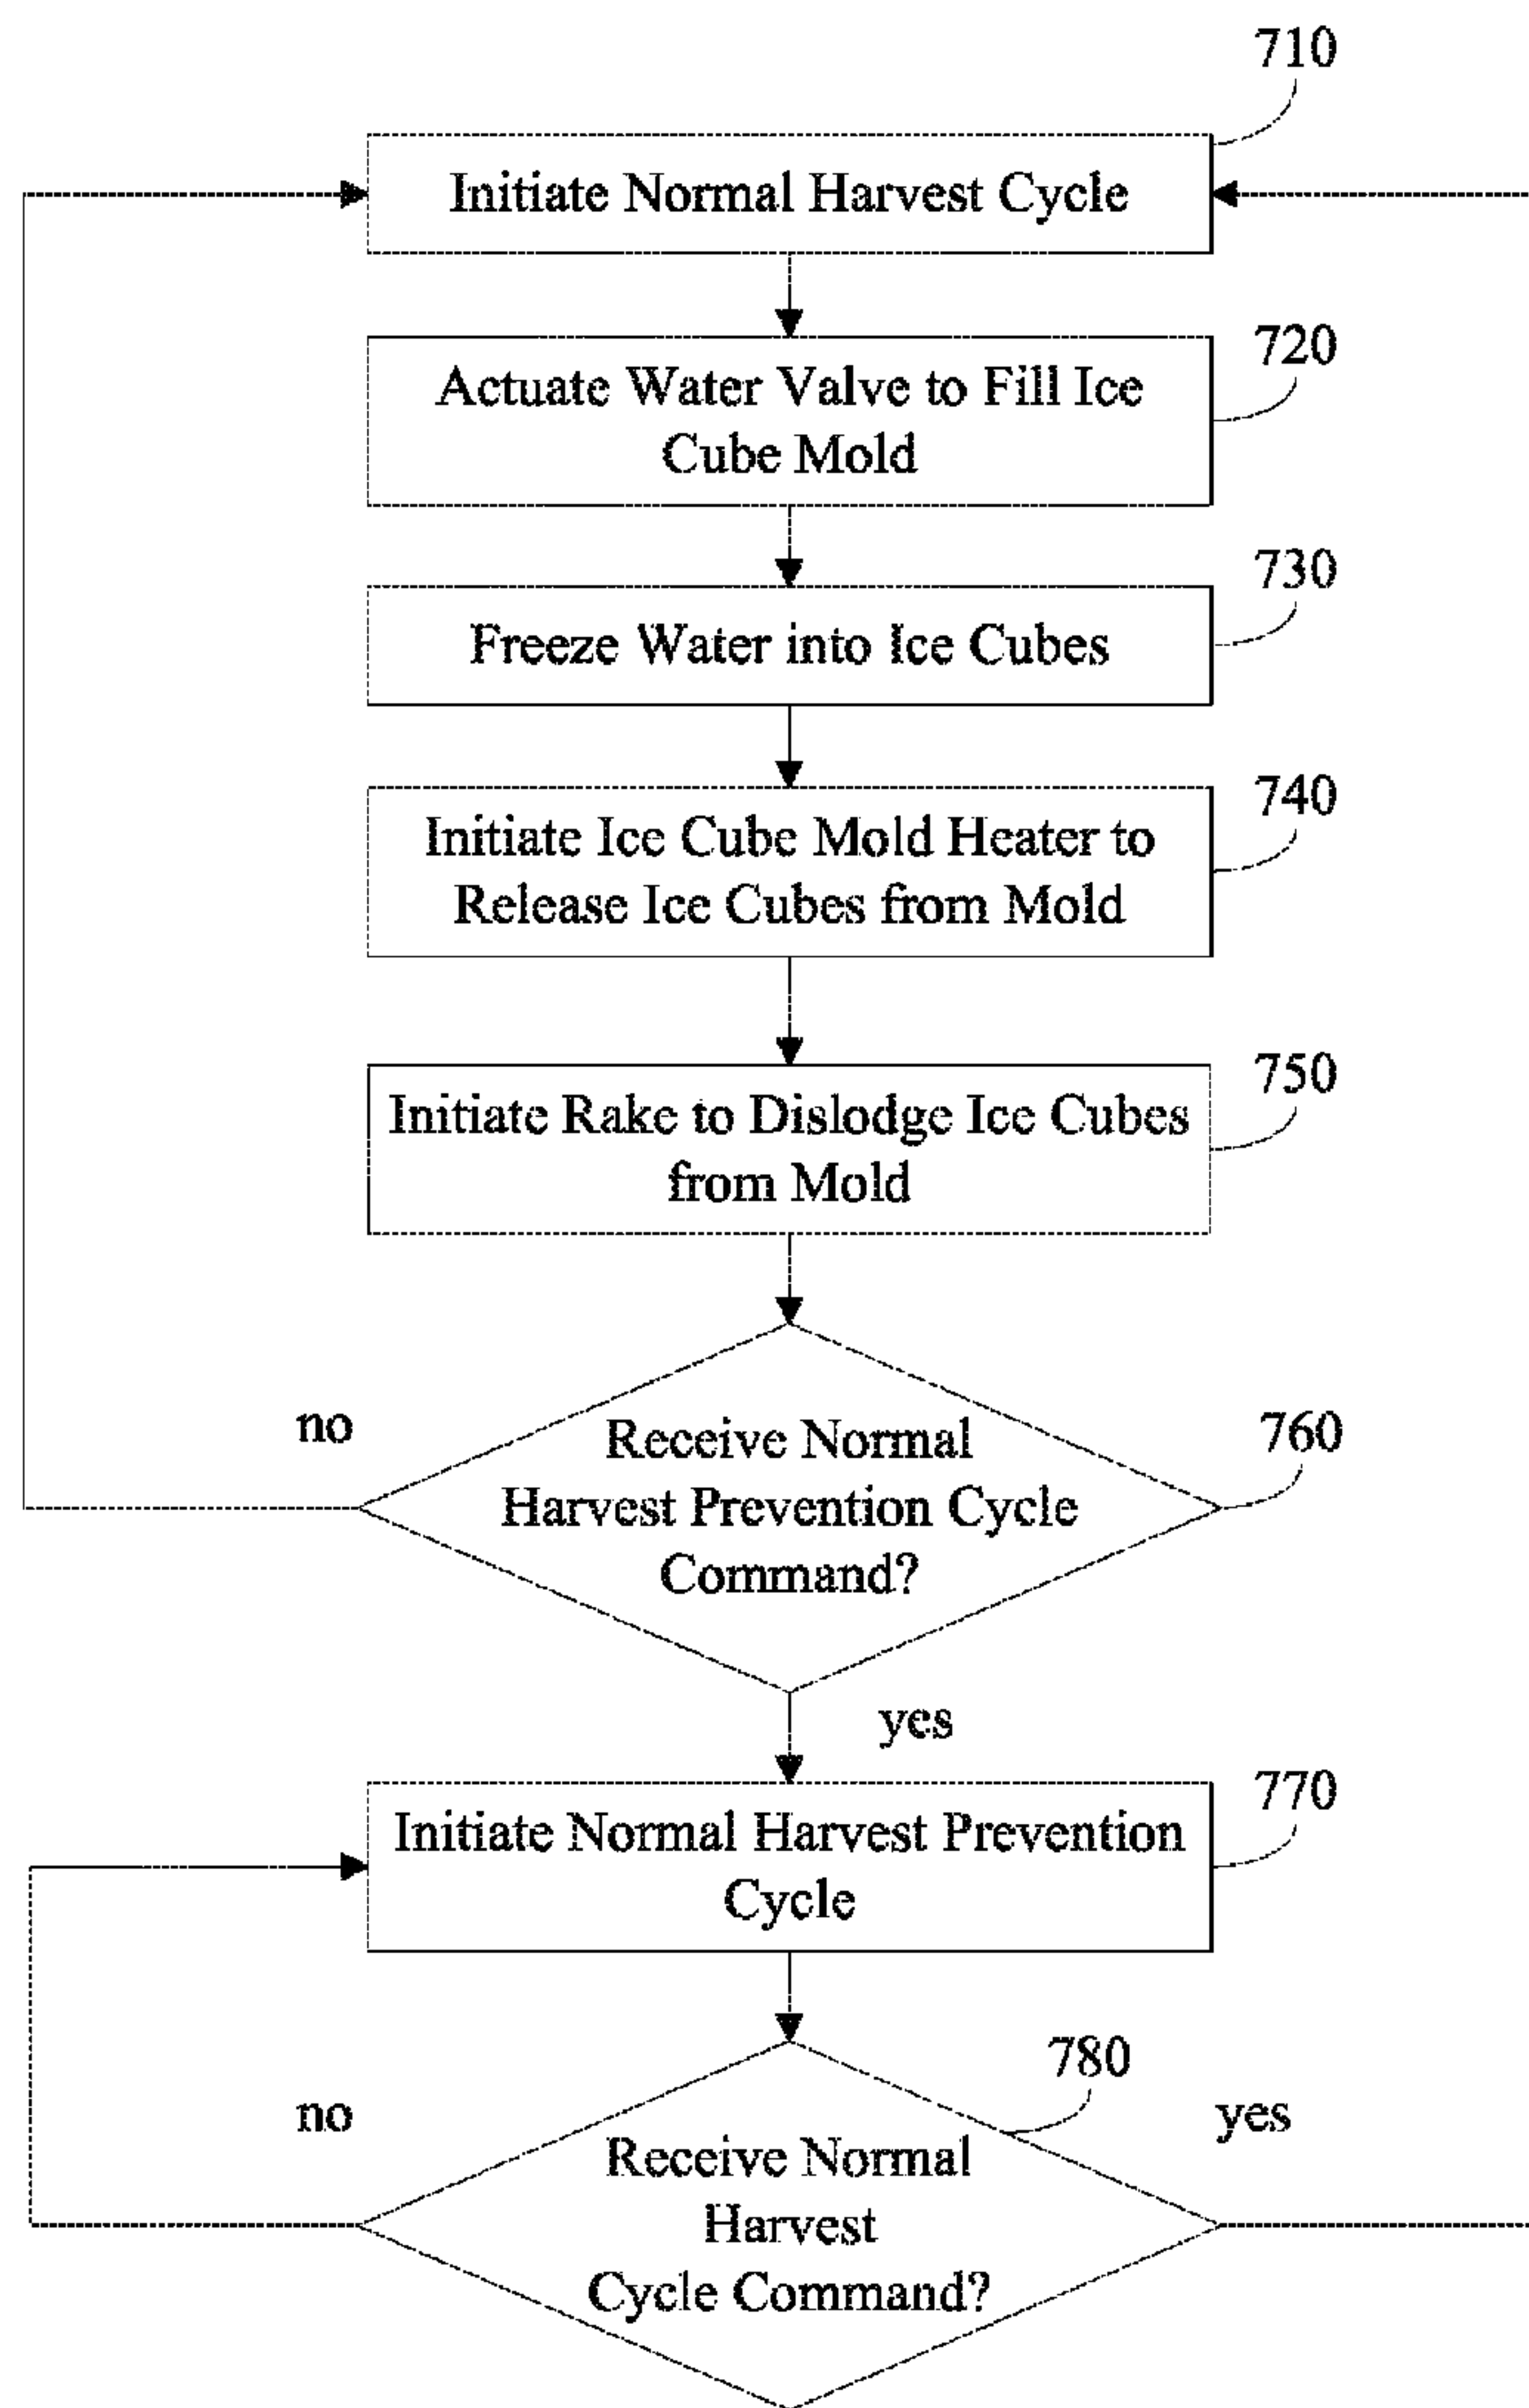 710
Initiate Normal Harvest Cycle
720
Actuate Water Valve to Fill Ice
Cube Mold
730
Freeze Water into Ice Cubes
740
Initiate Ice Cube Mold Heater to
Release Ice Cubes from Mold
750
Initiate Rake to Dislodge Ice Cubes
from Mold
760
no
Receive Normal
Harvest Prevention Cycle
Command?
yes
770
Initiate Normal Harvest Prevention
Cycle
780
no
yes
Receive Normal
Harvest
Cycle Command?